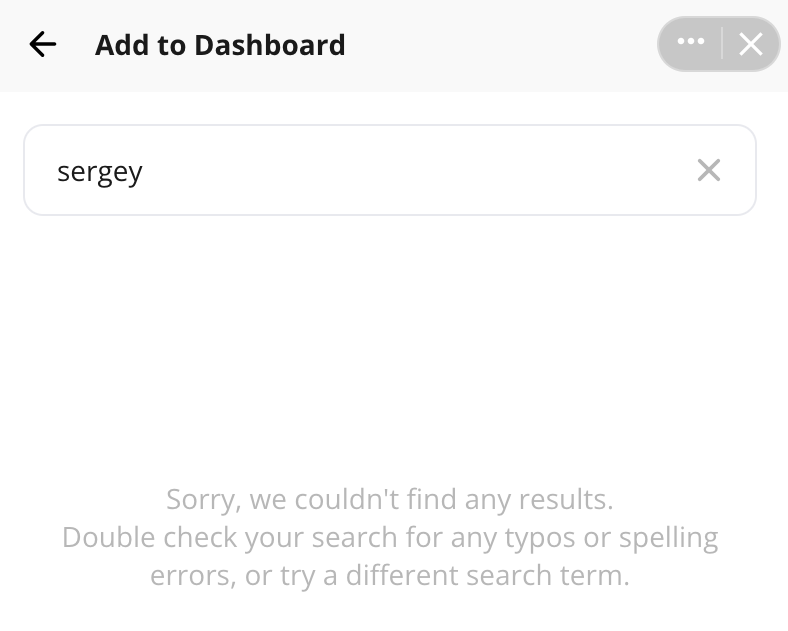 Add to Dashboard
sergey
Sorry, we couldn't find any results.
Double check your search for any typos or spelling
errors, or try a different search term.